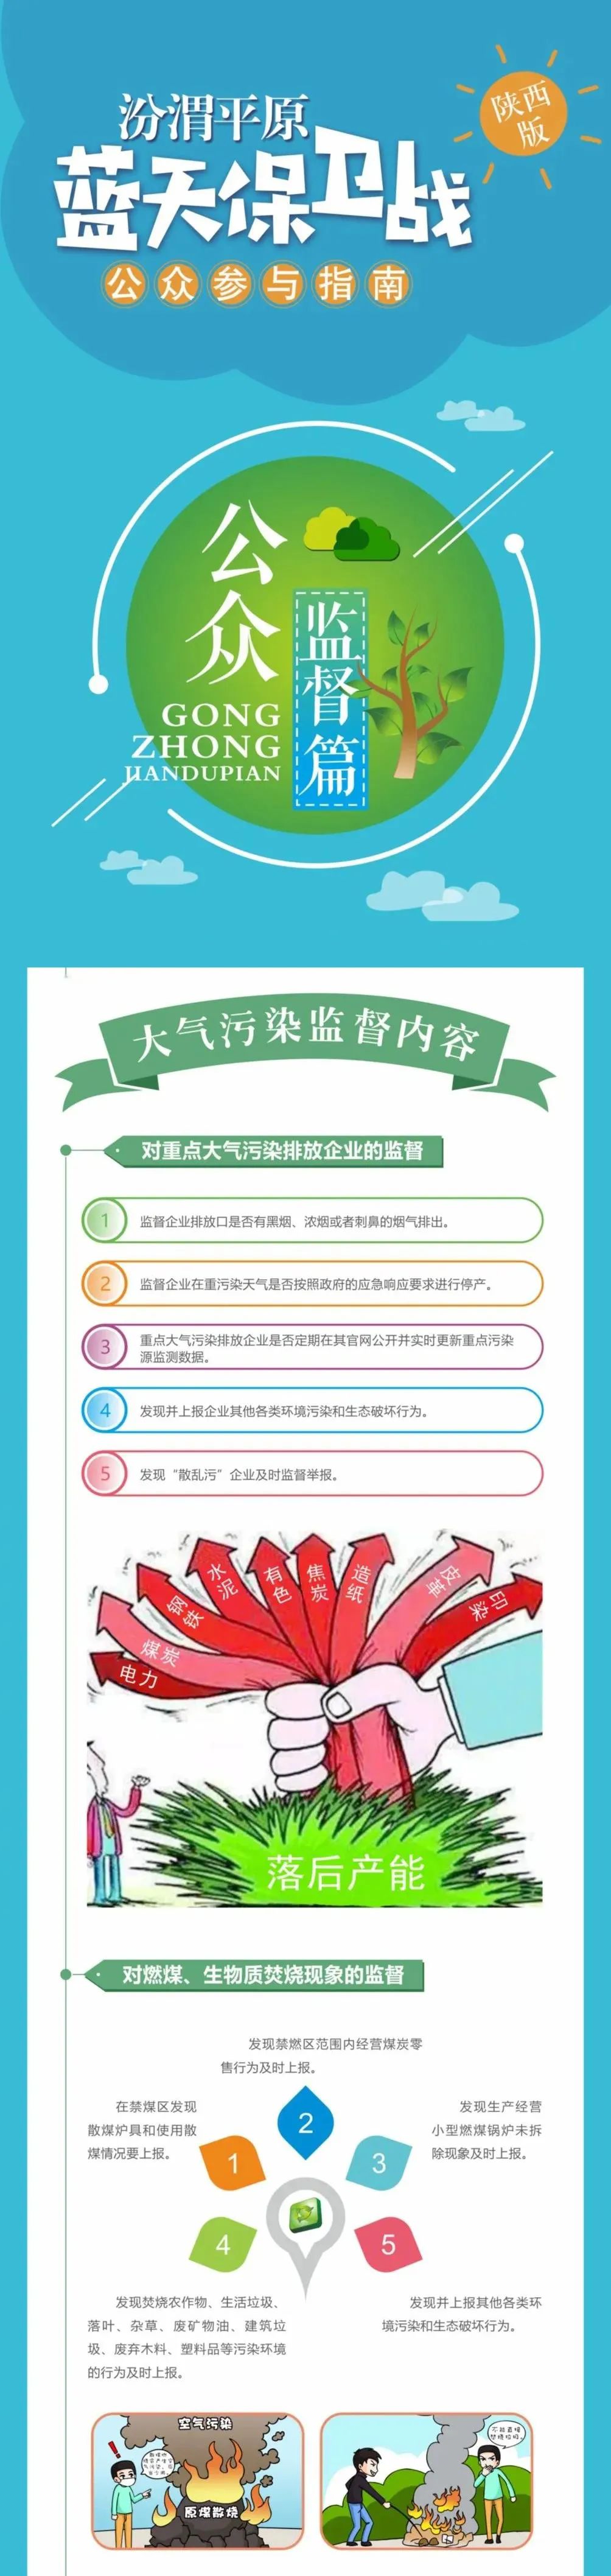 汾渭平原
陕西
版
蓝天保卫战
公众参与指南
公众
监督篇
GONG
ZHONG
JIANDUPIAN
大气污染监督内容
对重点大气污染排放企业的监督
1
监督企业排放口是否有黑烟、浓烟或者刺鼻的烟气排出。
2
监督企业在重污染天气是否按照政府的应急响应要求进行停产。
3
重点大气污染排放企业是否定期在其官网公开并实时更新重点污染
源监测数据。
4
发现并上报企业其他各类环境污染和生态破坏行为。
5
发现“散乱污”企业及时监督举报。
电力
煤炭
钢铁
水泥
有色
焦炭
造纸
皮革
印染
落后产能
对燃煤、生物质焚烧现象的监督
发现禁燃区范围内经营煤炭零
售行为及时上报。
在禁煤区发现
散煤炉具和使用散
煤情况要上报。
发现生产经营
小型燃煤锅炉未拆
除现象及时上报。
1
2
3
4
5
发现焚烧农作物、生活垃圾、
落叶、杂草、废矿物油、建筑垃
圾、废弃木料、塑料品等污染环境
的行为及时上报。
发现并上报其他各类环
境污染和生态破坏行为。
空气污染
原煤散烧
不能直接
焚烧垃圾。